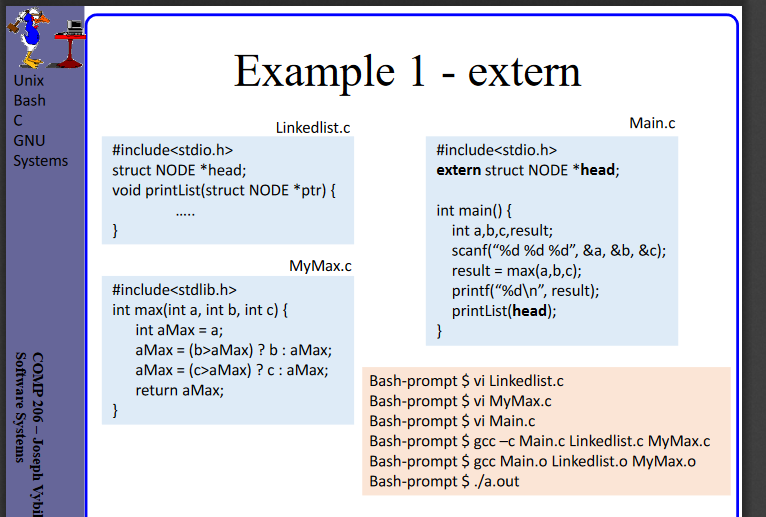 Unix
Bash
C
GNU
Systems
COMP 206 – Joseph Vybi
Software Systems
Example 1 - extern
Linkedlist.c
#include<stdio.h>
struct NODE *head;
void printList(struct NODE *ptr) {
.....
}
MyMax.c
#include<stdlib.h>
int max(int a, int b, int c) {
int aMax = a;
aMax = (b>aMax) ? b : aMax;
aMax = (c>aMax) ? c : aMax;
return aMax;
}
Main.c
#include<stdio.h>
extern struct NODE *head;
int main() {
int a,b,c,result;
scanf(“%d %d %d”, &a, &b, &c);
result = max(a,b,c);
printf(“%d\n”, result);
printList(head);
}
Bash-prompt $ vi Linkedlist.c
Bash-prompt $ vi MyMax.c
Bash-prompt $ vi Main.c
Bash-prompt $ gcc –c Main.c Linkedlist.c MyMax.c
Bash-prompt $ gcc Main.o Linkedlist.o MyMax.o
Bash-prompt $ ./a.out